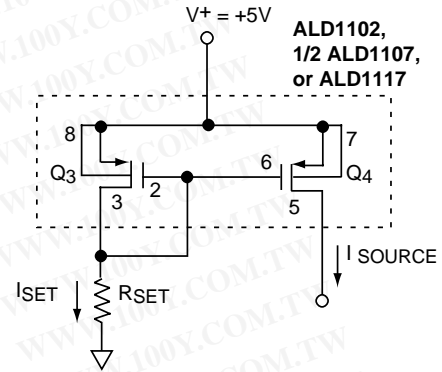 V+ = +5V
ALD1102,
1/2 ALD1107,
or ALD1117
8
7
Q3
2
6
Q4
3
5
I SOURCE
ISET
RSET
WWW.100Y.COM.TW